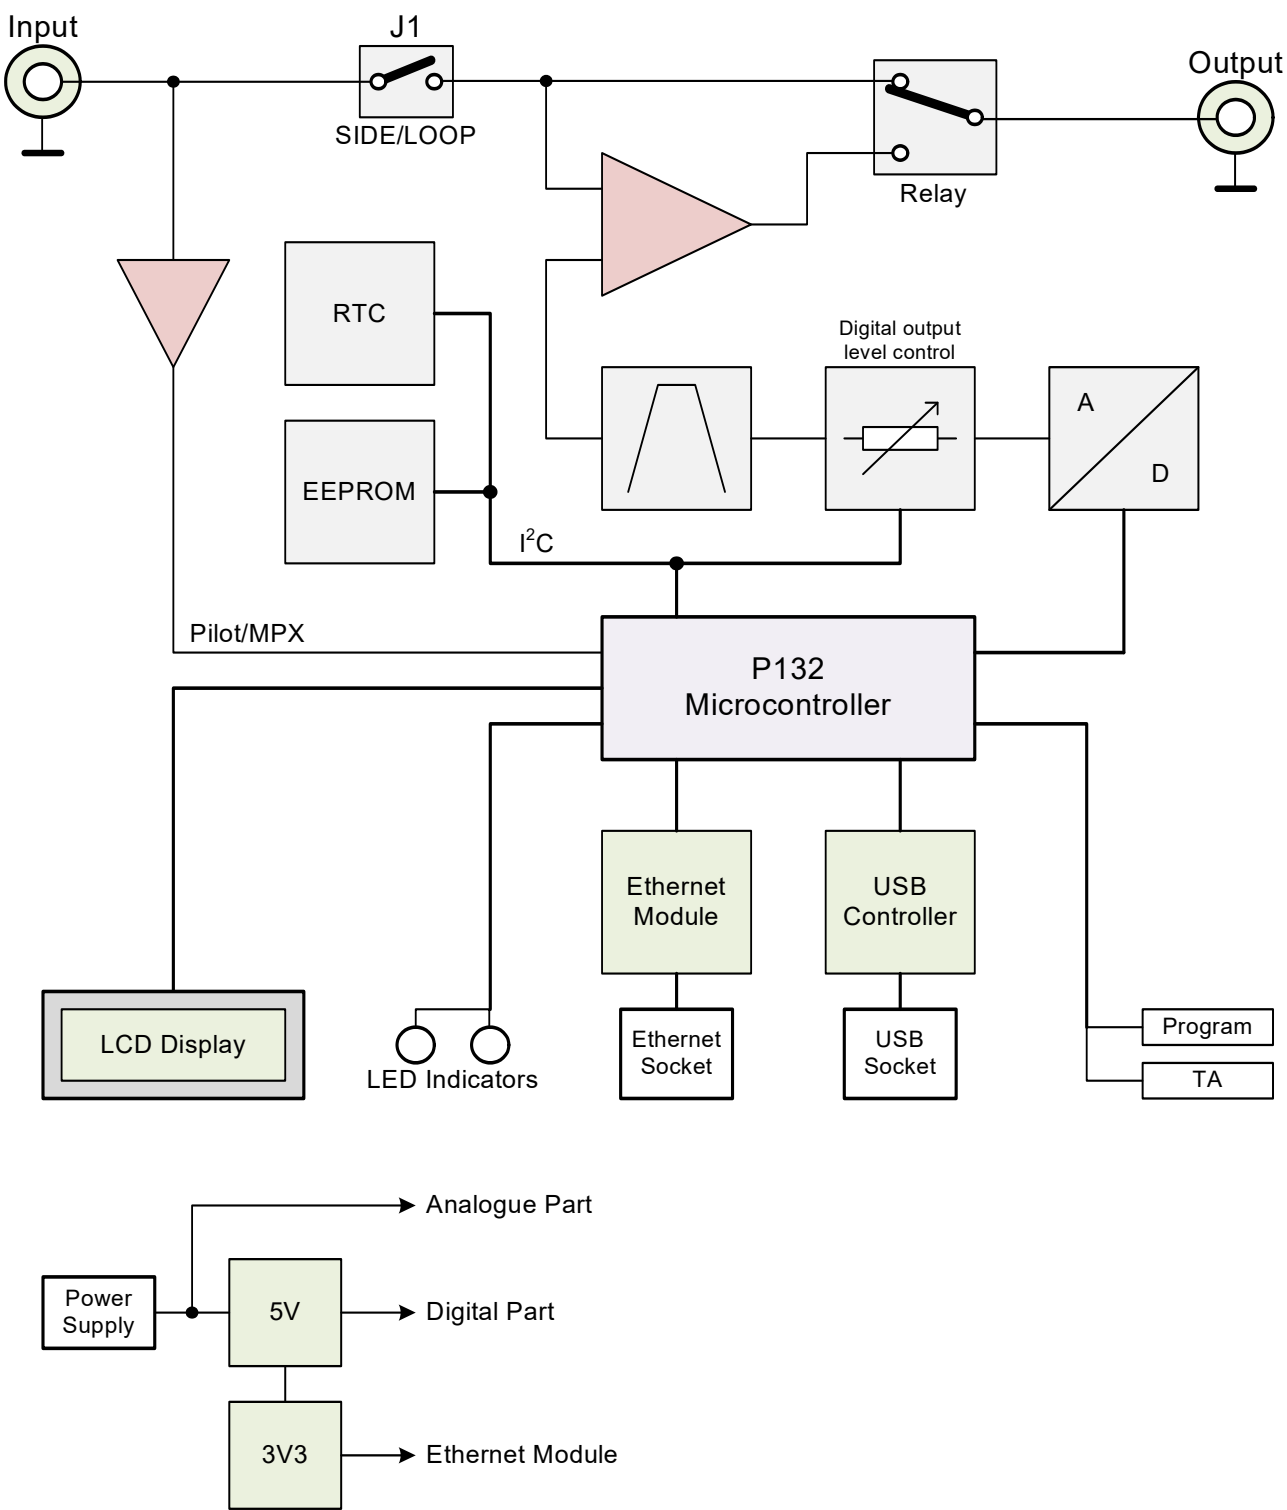 Input
J1
Output
SIDE/LOOP
Relay
RTC
Digital output
level control
A
D
EEPROM
I²C
Pilot/MPX
P132
Microcontroller
Ethernet
Module
USB
Controller
LCD Display
LED Indicators
Ethernet
Socket
USB
Socket
Program
TA
Analogue Part
Power
Supply
5V
Digital Part
3V3
Ethernet Module